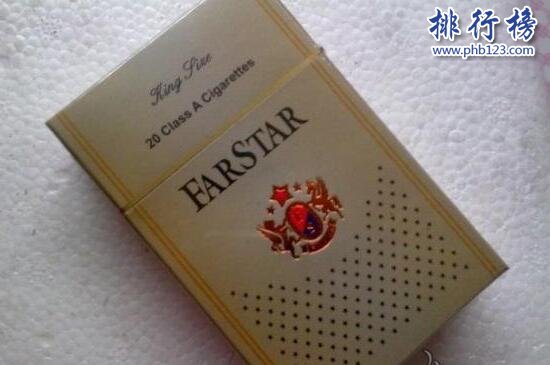 排行榜
www.phb123.com
King Size
20 Class A Cigarettes
FARSTAR